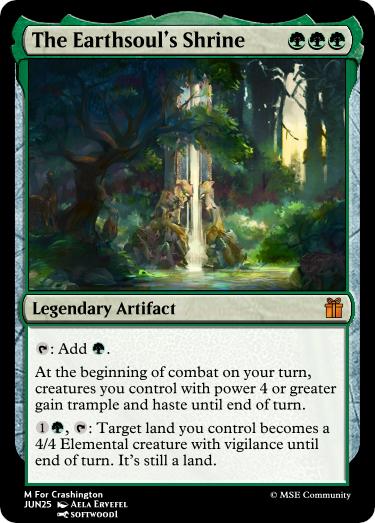 The Earthsoul's Shrine
Legendary Artifact
: Add .
At the beginning of combat on your turn,
creatures you control with power 4 or greater
gain trample and haste until end of turn.
1, : Target land you control becomes a
4/4 Elemental creature with vigilance until
end of turn. It's still a land.
M For Crashington
JUN25 Aela Eryefel
© MSE Community
softwood1